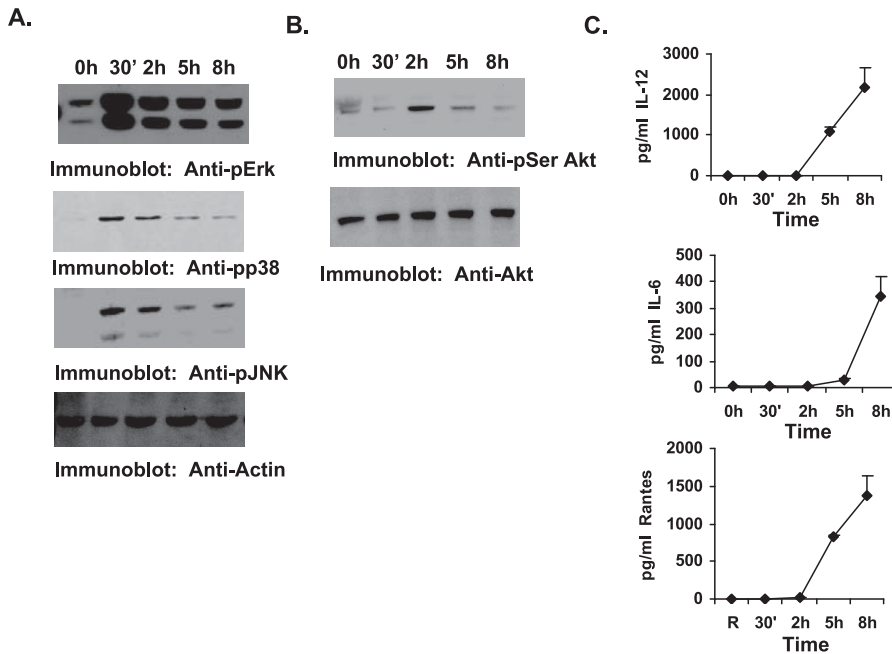 A.
0h 30' 2h 5h 8h
Immunoblot: Anti-pErk
Immunoblot: Anti-pp38
Immunoblot: Anti-pJNK
Immunoblot: Anti-Actin
B.
0h 30' 2h 5h 8h
Immunoblot: Anti-pSer Akt
Immunoblot: Anti-Akt
C.
pg/ml IL-12
3000
2000
1000
0
0h 30' 2h 5h 8h
Time
pg/ml IL-6
500
400
300
200
100
0
0h 30' 2h 5h 8h
Time
pg/ml Rantes
2000
1500
1000
500
0
R 30' 2h 5h 8h
Time